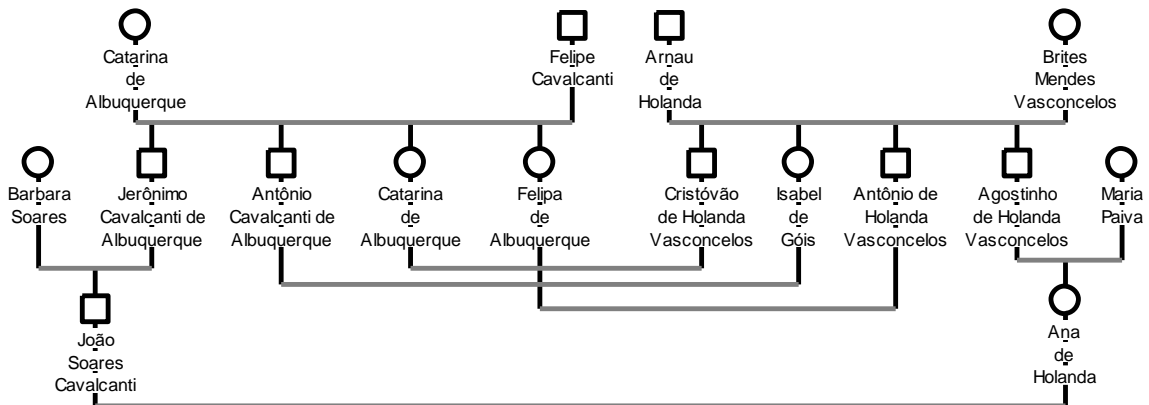 Catarina
de
Albuquerque
Felipe
Cavalcanti
Arnau
de
Holanda
Brites
Mendes
Vasconcelos
Barbara
Soares
Jerônimo
Cavalcanti de
Albuquerque
Antônio
Cavalcanti de
Albuquerque
Catarina
de
Albuquerque
Felipa
de
Albuquerque
Cristóvão
de Holanda
Vasconcelos
Isabel
de
Góis
Antônio de
Holanda
Vasconcelos
Agostinho
de Holanda
Vasconcelos
Maria
Paiva
João
Soares
Cavalcanti
Ana
de
Holanda